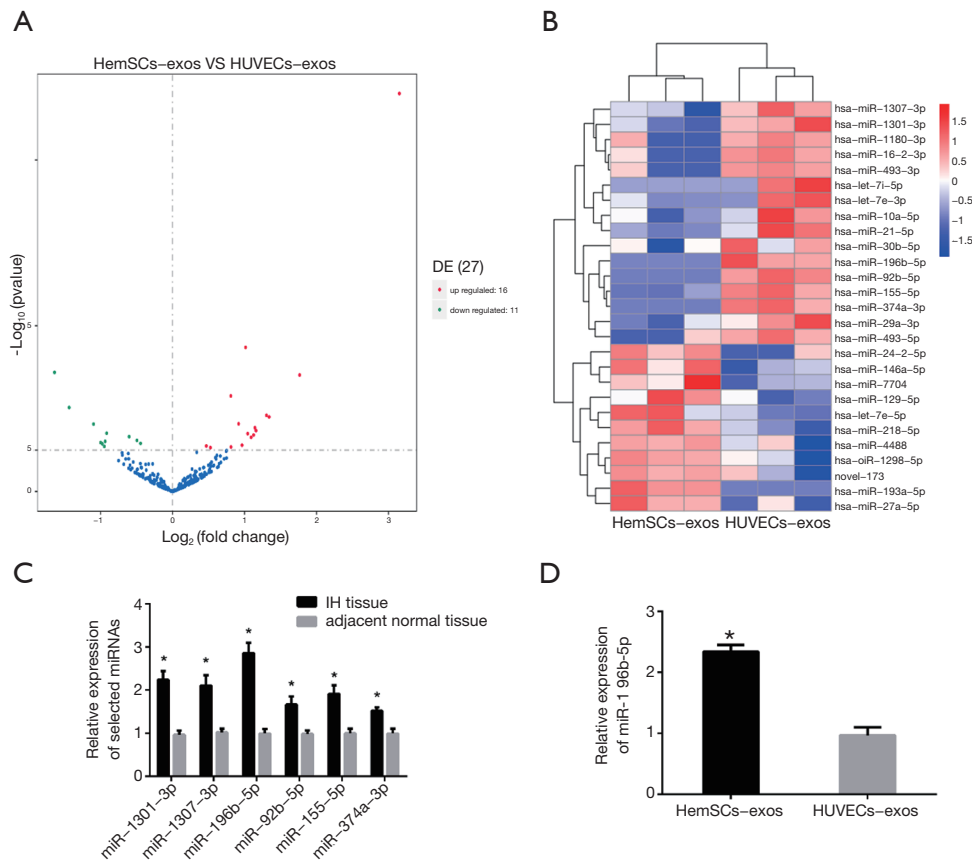 A
HemSCs-exos VS HUVECs-exos
-Log10 (pvalue)
5
5
0
-1
0
1
2
3
Log2 (fold change)
DE (27)
up regulaled: 16
down regulated: 11
B
hsa-miR-1307-3p
hsa-miR-1301-3p
hsa-miR-1180-3p
hsa-miR-16-2-3p
hsa-miR-493-3p
hsa-let-7i-5p
hsa-let-7e-3p
hsa-miR-10a-5p
hsa-miR-21-5p
hsa-miR-30b-5p
hsa-miR-196b-5p
hsa-miR-92b-5p
hsa-miR-155-5p
hsa-miR-374a-3p
hsa-miR-29a-3p
hsa-miR-493-5p
hsa-miR-24-2-5p
hsa-miR-146a-5p
hsa-miR-7704
hsa-miR-129-5p
hsa-let-7e-5p
hsa-miR-218-5p
hsa-miR-4488
hsa-oiR-1298-5p
novel-173
hsa-miR-193a-5p
hsa-miR-27a-5p
HemSCs-exos HUVECs-exos
1.5
1
0.5
0
-0.5
-1
-1.5
C
Relative expression
of selected miRNAs
4
3
2
1
0
IH tissue
adjacent normal tissue
* * * * * *
miR-1301-3p
miR-1307-3p
miR-196b-5p
miR-92b-5p
miR-155-5p
miR-374a-3p
D
Relative expression
of miR-1 96b-5p
3
2
1
0
*
HemSCs-exos
HUVECs-exos